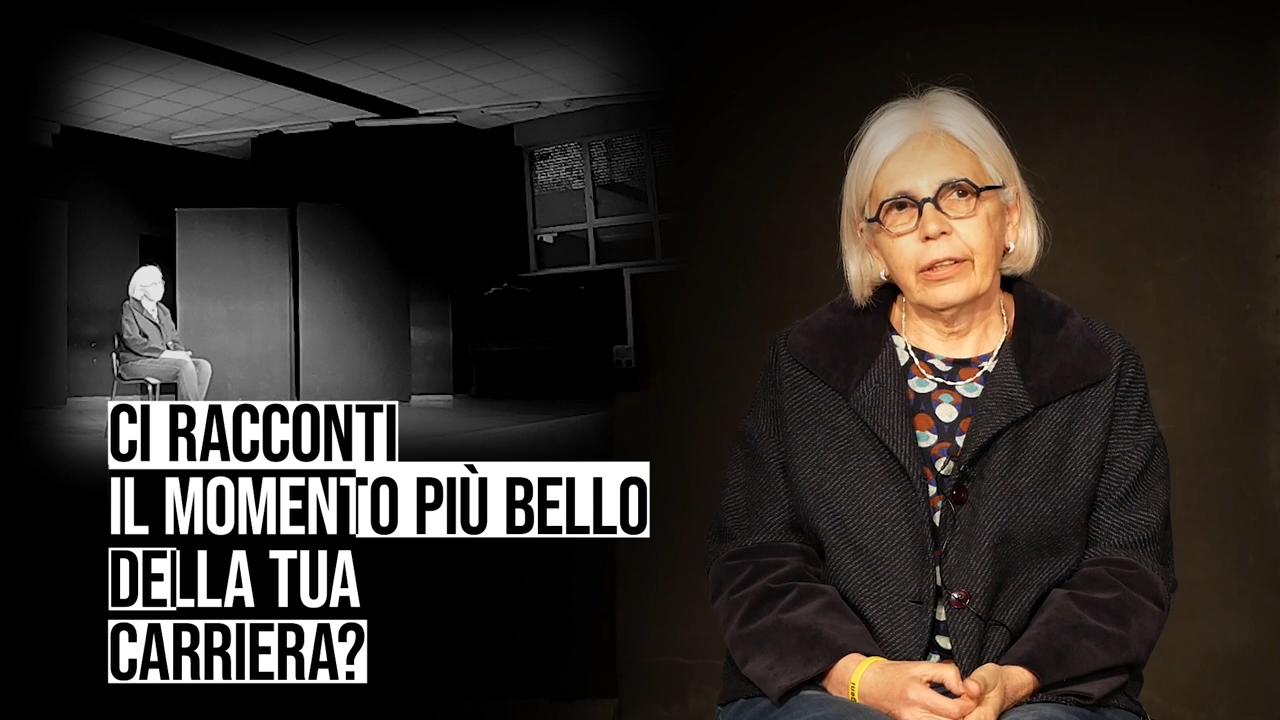 CI RACCONTI
IL MOMENTO PIÙ BELLO
DELLA TUA
CARRIERA?